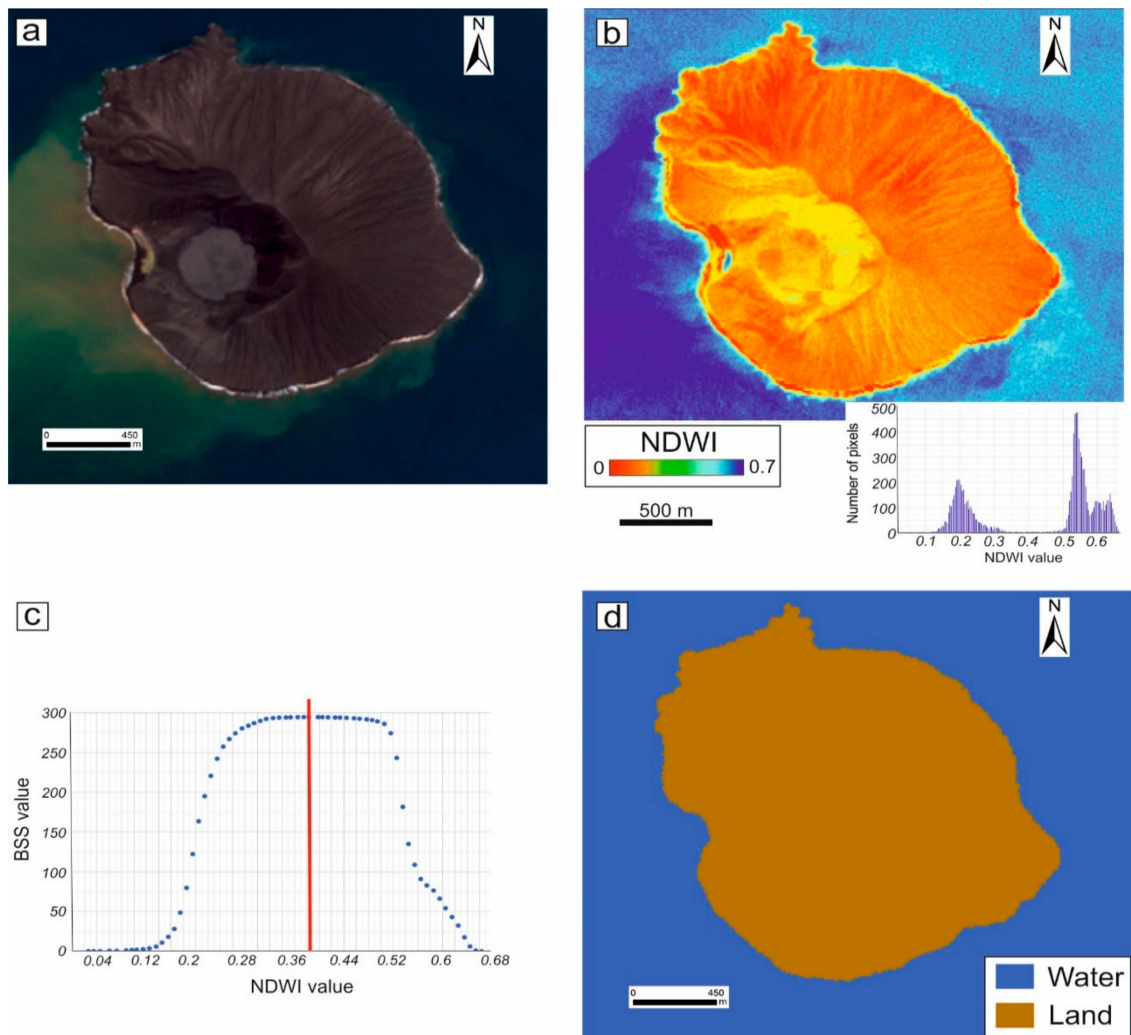 a
N
0 450
m
b
N
NDWI
0 0.7
500 m
Number of pixels
500
400
300
200
100
0
0.1 0.2 0.3 0.4 0.5 0.6
NDWI value
c
BSS value
300
250
200
150
100
50
0
0.04 0.12 0.2 0.28 0.36 0.44 0.52 0.6 0.68
NDWI value
d
N
0 450
m
Water
Land